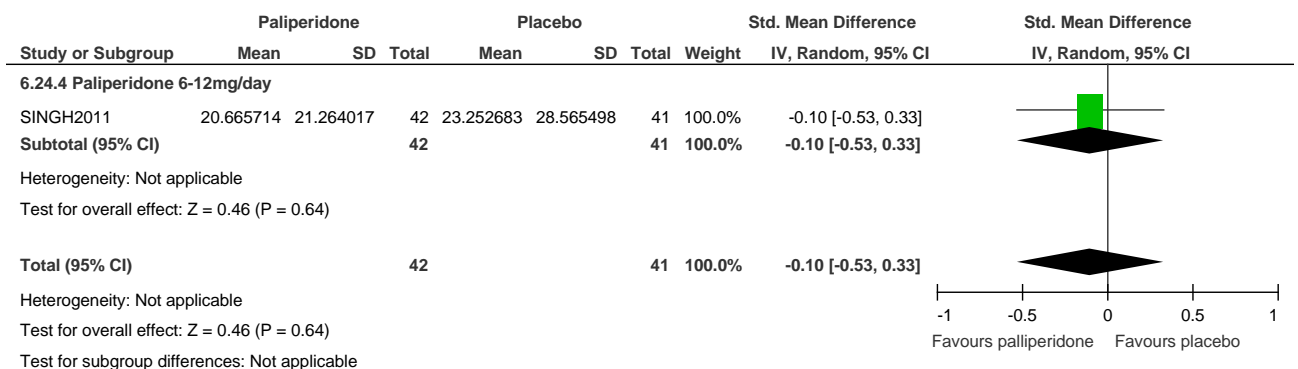 Paliperidone Placebo Std. Mean Difference Std. Mean Difference
Study or Subgroup Mean SD Total Mean SD Total Weight IV, Random, 95% CI IV, Random, 95% CI
6.24.4 Paliperidone 6-12mg/day
SINGH2011 20.665714 21.264017 42 23.252683 28.565498 41 100.0% -0.10 [-0.53, 0.33]
Subtotal (95% CI) 42 41 100.0% -0.10 [-0.53, 0.33]
Heterogeneity: Not applicable
Test for overall effect: Z = 0.46 (P = 0.64)
Total (95% CI) 42 41 100.0% -0.10 [-0.53, 0.33]
Heterogeneity: Not applicable
Test for overall effect: Z = 0.46 (P = 0.64)
Test for subgroup differences: Not applicable
-1 -0.5 0 0.5 1
Favours palliperidone Favours placebo